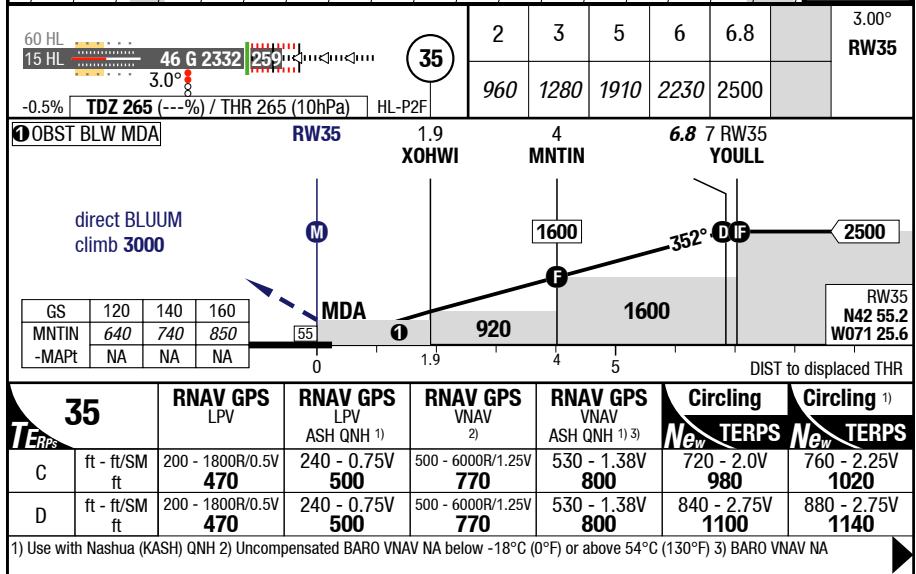 60 HL
15 HL
46 G 2332 259
3.0°
-0.5% TDZ 265 (---%) / THR 265 (10hPa) HL-P2F
35
2 3 5 6 6.8 3.00° RW35
960 1280 1910 2230 2500
1 OBST BLW MDA
RW35 1.9 4 6.8 7 RW35
XOHWI MNTIN YOULL
direct BLUUM
climb 3000
M 1600 352° D IF 2500
F
GS 120 140 160
MNTIN 640 740 850
-MAPt NA NA NA
55 MDA 1 920 1600
RW35
N42 55.2
W071 25.6
0 1.9 4 5 DIST to displaced THR
TERPs 35
RNAV GPS
LPV
RNAV GPS
LPV
ASH QNH 1)
RNAV GPS
VNAV
2)
RNAV GPS
VNAV
ASH QNH 1) 3)
Circling
New TERPS
Circling 1)
New TERPS
C ft - ft/SM 200 - 1800R/0.5V 240 - 0.75V 500 - 6000R/1.25V 530 - 1.38V 720 - 2.0V 760 - 2.25V
ft 470 500 770 800 980 1020
D ft - ft/SM 200 - 1800R/0.5V 240 - 0.75V 500 - 6000R/1.25V 530 - 1.38V 840 - 2.75V 880 - 2.75V
ft 470 500 770 800 1100 1140
1) Use with Nashua (KASH) QNH 2) Uncompensated BARO VNAV NA below -18°C (0°F) or above 54°C (130°F) 3) BARO VNAV NA